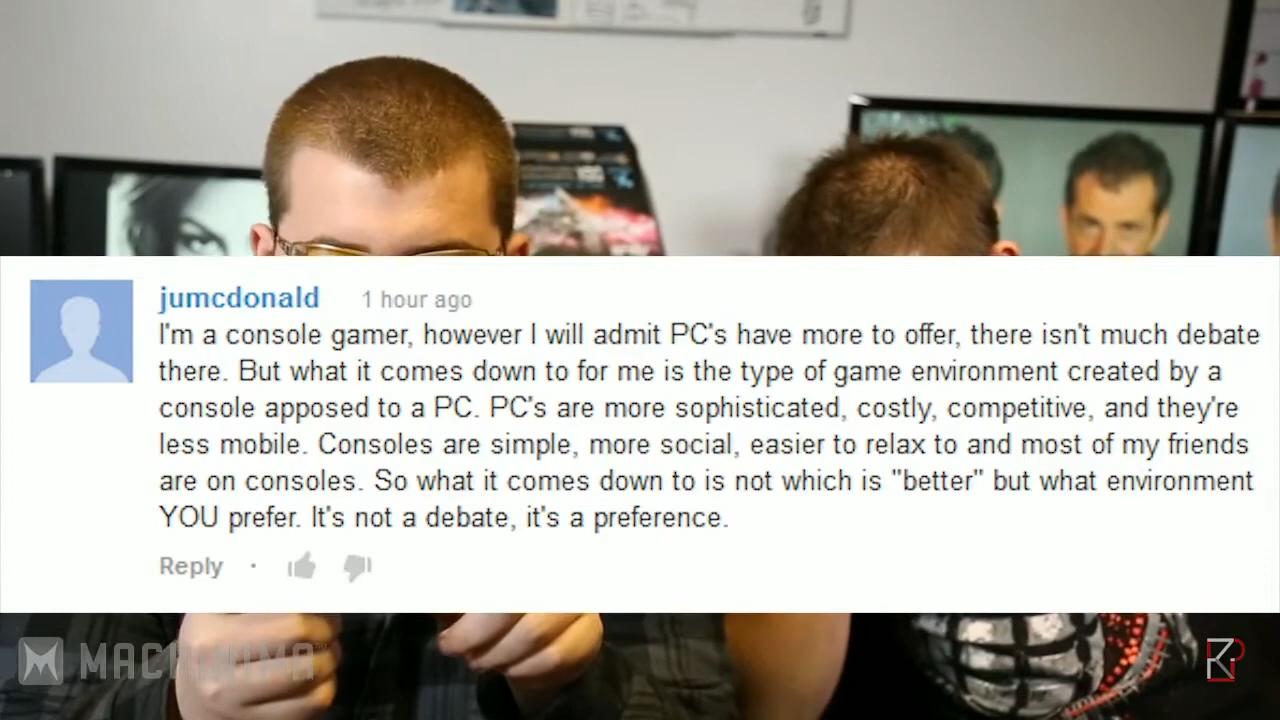 jumcdonald 1 hour ago
I'm a console gamer, however I will admit PC's have more to offer, there isn't much debate
there. But what it comes down to for me is the type of game environment created by a
console apposed to a PC. PC's are more sophisticated, costly, competitive, and they're
less mobile. Consoles are simple, more social, easier to relax to and most of my friends
are on consoles. So what it comes down to is not which is "better" but what environment
YOU prefer. It's not a debate, it's a preference.
Reply ·
MACHINIMA